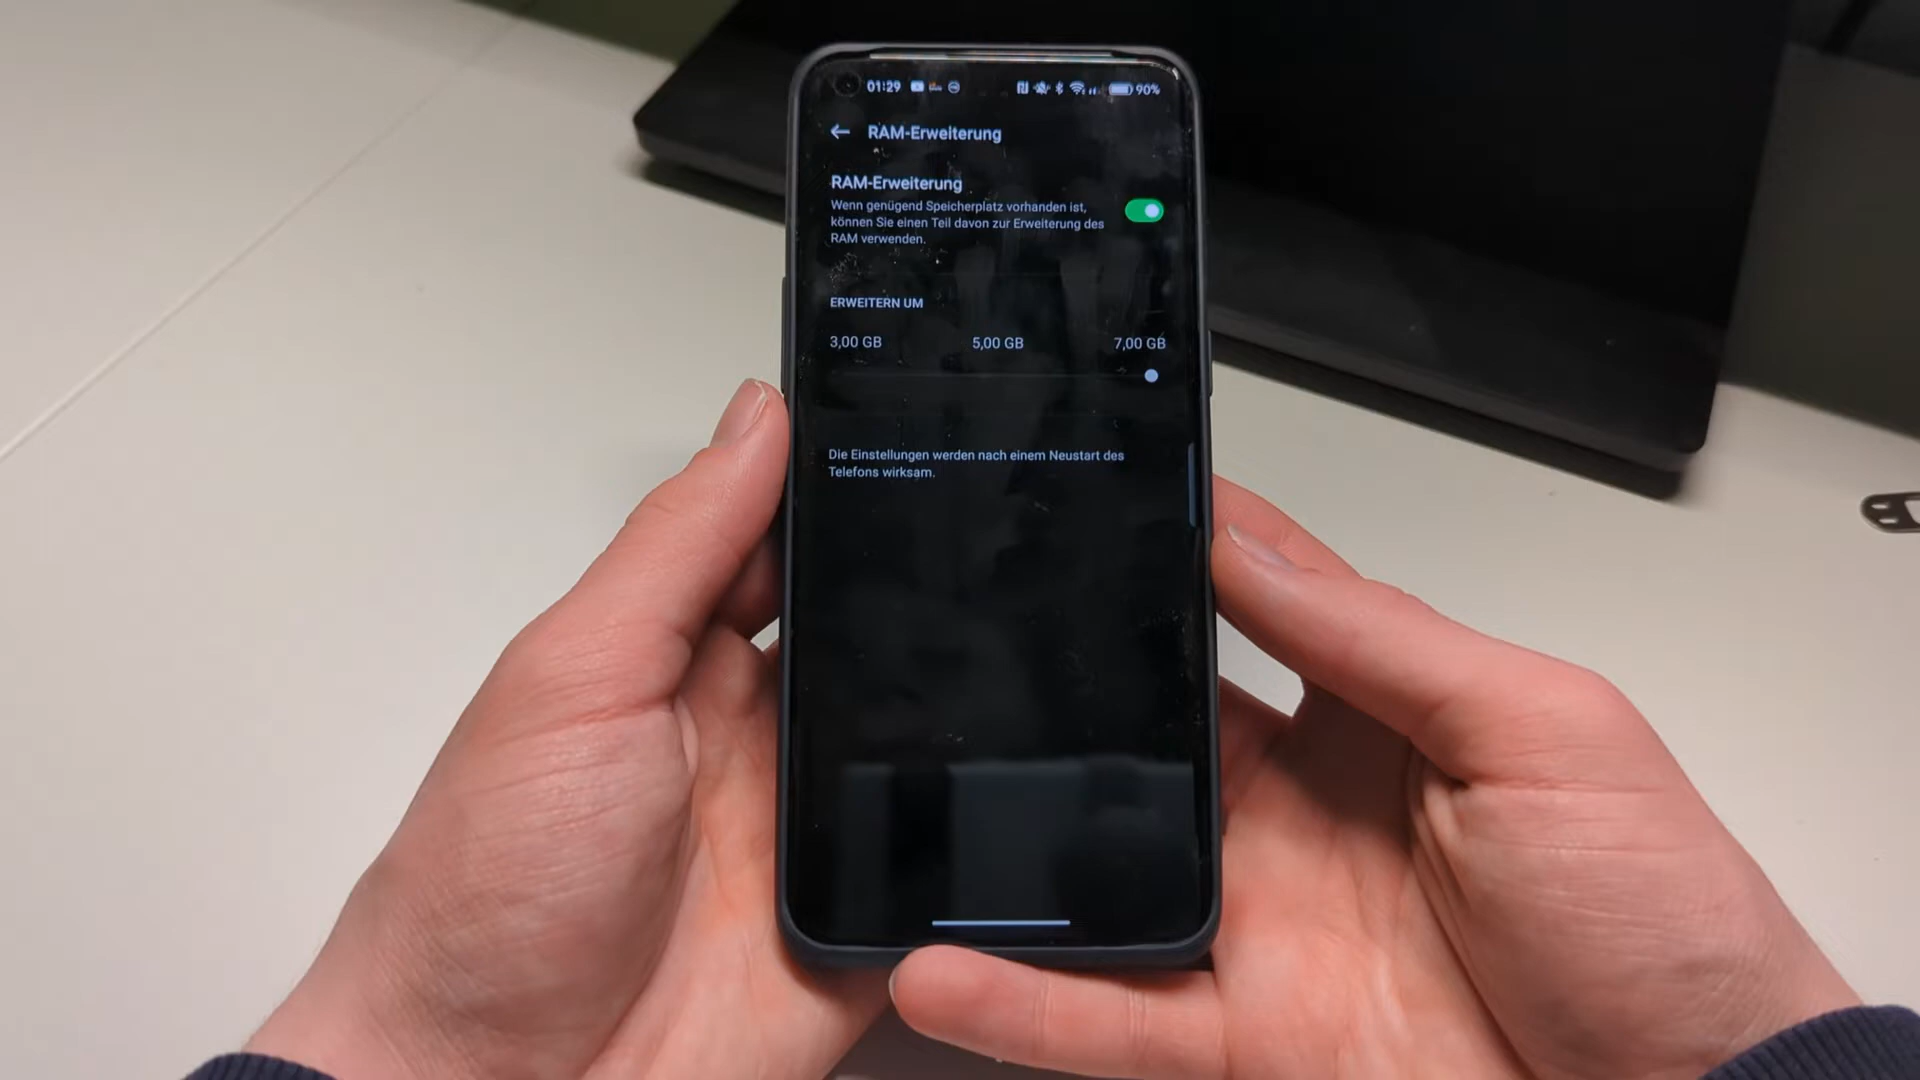 01:29 90%
RAM-Erweiterung
RAM-Erweiterung
Wenn genügend Speicherplatz vorhanden ist,
können Sie einen Teil davon zur Erweiterung des
RAM verwenden.
ERWEITERN UM
3,00 GB 5,00 GB 7,00 GB
Die Einstellungen werden nach einem Neustart des
Telefons wirksam.